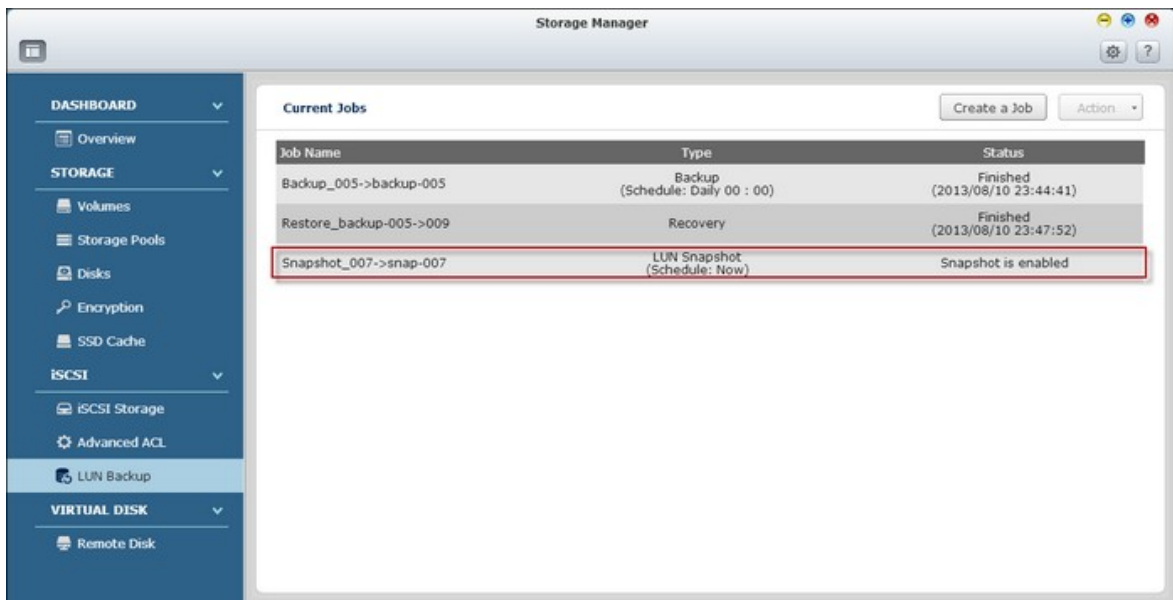 Storage Manager
?
DASHBOARD
Overview
STORAGE
Volumes
Storage Pools
Disks
Encryption
SSD Cache
iSCSI
iSCSI Storage
Advanced ACL
LUN Backup
VIRTUAL DISK
Remote Disk
Current Jobs
Create a Job
Action
Job Name Type Status
Backup_005->backup-005 Backup Finished
(Schedule: Daily 00 : 00) (2013/08/10 23:44:41)
Restore_backup-005->009 Recovery Finished
(2013/08/10 23:47:52)
Snapshot_007->snap-007 LUN Snapshot Snapshot is enabled
(Schedule: Now)